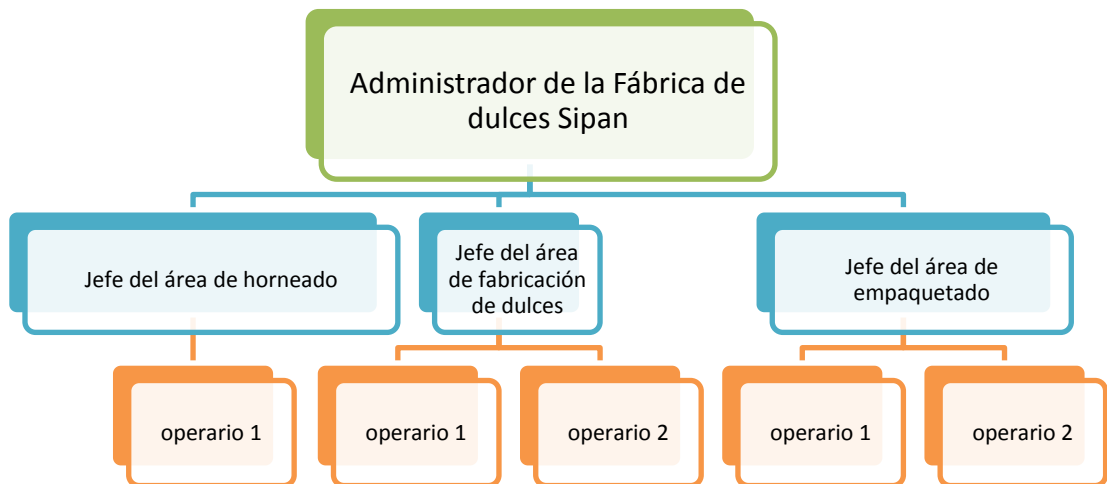 Administrador de la Fábrica de
dulces Sipan
Jefe del área de horneado
Jefe del área
de fabricación
de dulces
Jefe del área de
empaquetado
operario 1
operario 1
operario 2
operario 1
operario 2